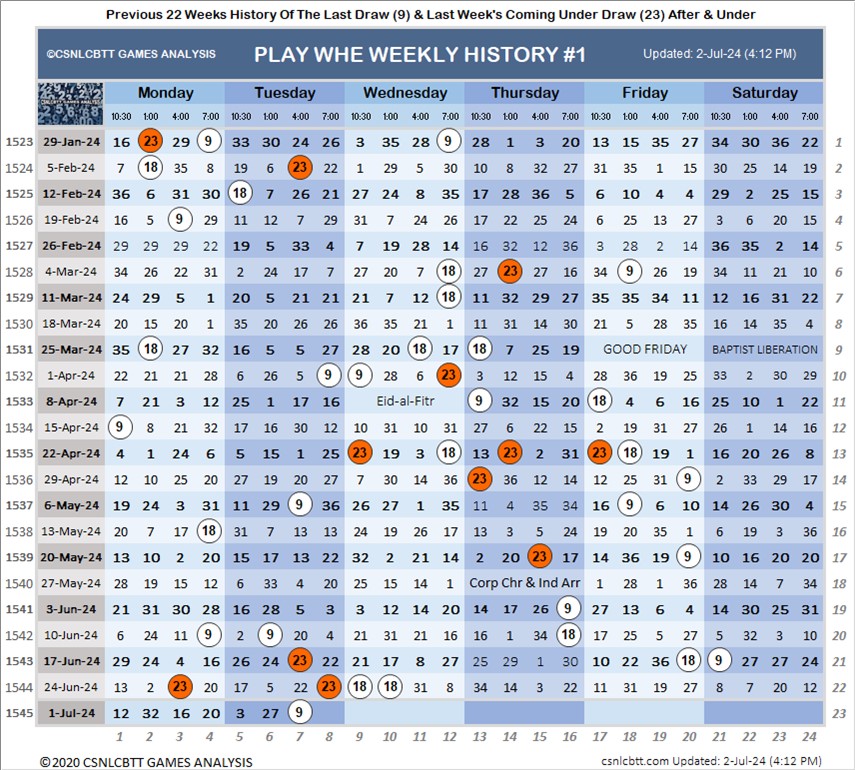 Previous 22 Weeks History Of The Last Draw (9) & Last Week's Coming Under Draw (23) After & Under
©CSNLCBTT GAMES ANALYSIS PLAY WHE WEEKLY HISTORY #1 Updated: 2-Jul-24 (4:12 PM)
Monday Tuesday Wednesday Thursday Friday Saturday
CSNLCBTT GAMES ANALYSIS 10:30 1:00 4:00 7:00 10:30 1:00 4:00 7:00 10:30 1:00 4:00 7:00 10:30 1:00 4:00 7:00 10:30 1:00 4:00 7:00 10:30 1:00 4:00 7:00
1523 29-Jan-24 16 23 29 9 33 30 24 26 3 35 28 9 28 1 3 20 13 15 35 27 34 30 36 22 1
1524 5-Feb-24 7 18 35 8 19 6 23 22 1 29 5 30 10 8 32 27 31 35 1 15 30 25 14 19 2
1525 12-Feb-24 36 6 31 30 18 7 26 21 27 24 8 35 17 28 36 5 6 10 4 4 29 2 25 15 3
1526 19-Feb-24 16 5 9 29 11 12 7 29 31 7 24 26 17 22 25 24 6 25 13 27 3 6 20 15 4
1527 26-Feb-24 29 29 29 22 19 5 33 4 7 19 28 14 16 32 12 36 3 28 2 14 36 35 2 14 5
1528 4-Mar-24 34 26 22 31 2 24 17 7 27 20 7 18 27 23 27 16 34 9 26 19 34 11 21 10 6
1529 11-Mar-24 24 29 5 1 20 5 21 21 21 7 12 18 11 32 29 27 35 35 34 11 12 16 31 22 7
1530 18-Mar-24 20 15 20 1 35 20 26 26 36 35 21 1 11 31 14 30 21 5 28 35 16 14 35 4 8
1531 25-Mar-24 35 18 27 32 16 5 5 27 28 20 18 17 18 7 25 19 GOOD FRIDAY BAPTIST LIBERATION 9
1532 1-Apr-24 22 21 21 28 6 26 5 9 9 28 6 23 3 12 15 4 28 36 19 25 33 2 30 29 10
1533 8-Apr-24 7 21 3 12 25 1 17 16 Eid-al-Fitr 9 32 15 20 18 4 6 16 25 10 1 22 11
1534 15-Apr-24 9 8 21 32 17 16 30 12 10 31 10 31 27 6 22 15 2 19 31 27 26 1 14 16 12
1535 22-Apr-24 4 1 24 6 5 15 1 25 23 19 3 18 13 23 2 31 23 18 19 1 16 20 26 8 13
1536 29-Apr-24 12 10 25 25 27 19 20 27 7 30 14 36 23 36 12 14 25 31 20 9 2 33 29 17 14
1537 6-May-24 19 24 3 31 11 29 9 36 26 27 1 35 11 4 35 34 16 9 6 10 14 26 30 4 15
1538 13-May-24 20 7 17 18 31 7 13 13 24 19 26 17 13 3 5 24 19 15 35 1 6 19 3 36 16
1539 20-May-24 13 10 2 20 15 17 13 22 32 2 21 14 2 20 23 17 14 36 19 9 10 16 20 20 17
1540 27-May-24 28 19 15 12 6 33 4 20 25 15 14 1 Corp Chr & Ind Arr 1 28 1 36 28 14 7 34 18
1541 3-Jun-24 21 31 30 28 16 28 5 3 3 12 14 20 14 17 26 9 27 13 6 4 14 30 25 31 19
1542 10-Jun-24 6 24 11 9 2 9 20 4 21 31 21 16 16 1 34 18 17 25 5 27 5 32 3 10 20
1543 17-Jun-24 29 24 4 16 26 24 23 22 21 17 8 27 25 29 1 30 10 22 36 18 9 27 27 24 21
1544 24-Jun-24 13 2 23 20 17 5 22 23 18 18 31 8 34 14 3 22 11 31 19 27 8 7 20 12 22
1545 1-Jul-24 12 32 16 20 3 27 9 23
1 2 3 4 5 6 7 8 9 10 11 12 13 14 15 16 17 18 19 20 21 22 23 24
©2020 CSNLCBTT GAMES ANALYSIS csnlcbtt.com Updated: 2-Jul-24 (4:12 PM)